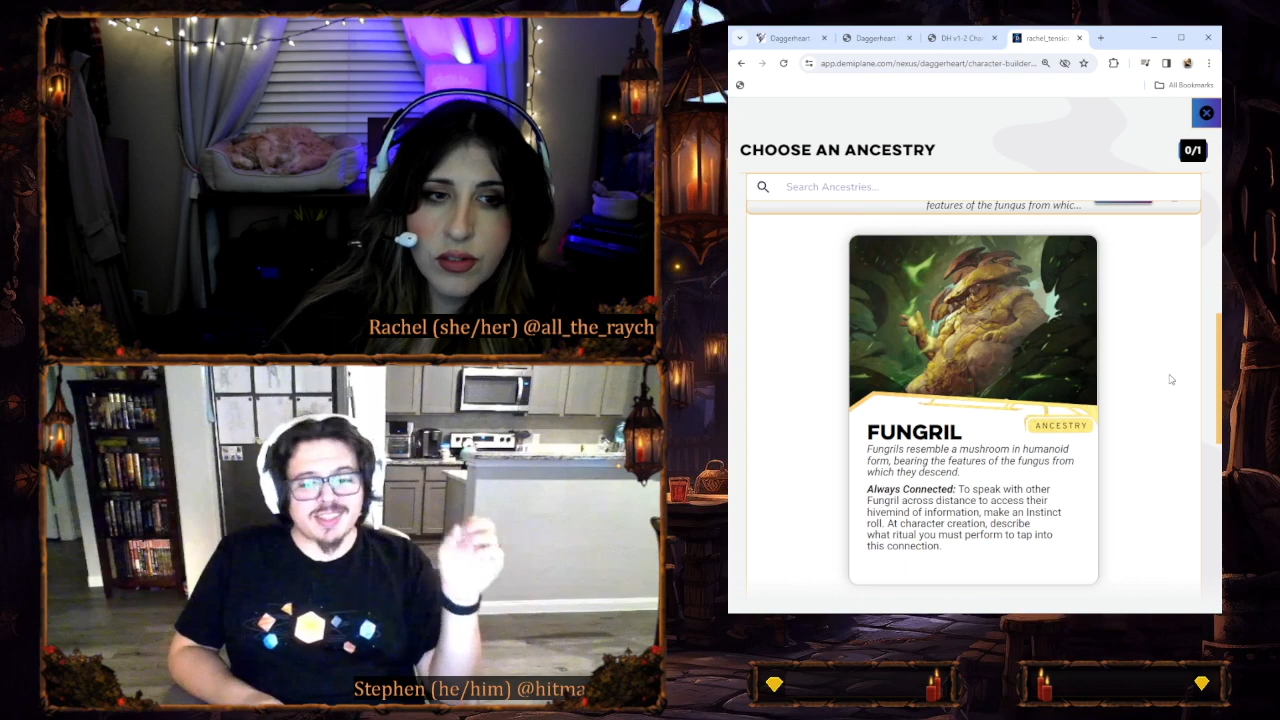 Rachel (she/her) @all_the_raych
Stephen (he/him) @hitma
Daggerheart
Daggerheart
DH v1-2 Cha
rachel_tensio
app.demiplane.com/nexus/daggerheart/character-builder...
All Bookmarks
CHOOSE AN ANCESTRY
0/1
Search Ancestries...
features of the fungus from whic...
ANCESTRY
FUNGRIL
Fungrils resemble a mushroom in humanoid
form, bearing the features of the fungus from
which they descend.
Always Connected: To speak with other
Fungril across distance to access their
hivemind of information, make an Instinct
roll. At character creation, describe
what ritual you must perform to tap into
this connection.